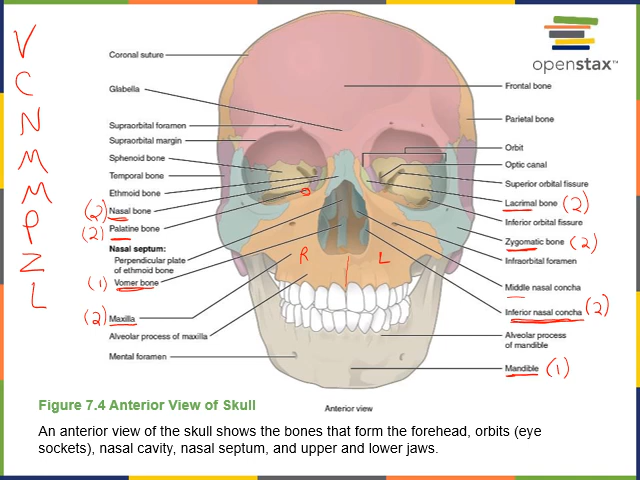 V
C
N
M
M
P
Z
L
openstax™
Coronal suture
Glabella
Supraorbital foramen
Supraorbital margin
Sphenoid bone
Temporal bone
Ethmoid bone
(2) Nasal bone
(2) Palatine bone
Nasal septum:
Perpendicular plate
of ethmoid bone
(1) Vomer bone
(2) Maxilla
Alveolar process of maxilla
Mental foramen
R L
Frontal bone
Parietal bone
Orbit
Optic canal
Superior orbital fissure
Lacrimal bone (2)
Inferior orbital fissure
Zygomatic bone (2)
Infraorbital foramen
Middle nasal concha
Inferior nasal concha (2)
Alveolar process
of mandible
Mandible (1)
Anterior view
Figure 7.4 Anterior View of Skull
An anterior view of the skull shows the bones that form the forehead, orbits (eye
sockets), nasal cavity, nasal septum, and upper and lower jaws.